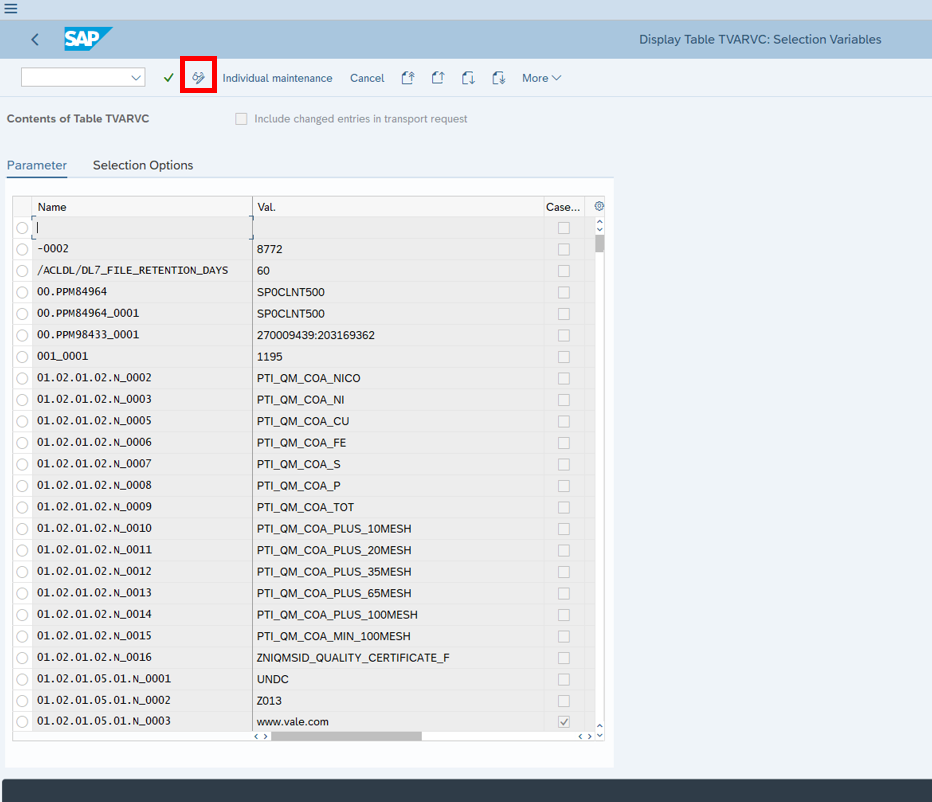 SAP
Display Table TVARVC: Selection Variables
Individual maintenance Cancel More
Contents of Table TVARVC Include changed entries in transport request
Parameter Selection Options
Name Val. Case...
-0002 8772
/ACLDL/DL7_FILE_RETENTION_DAYS 60
00.PPM84964 SP0CLNT500
00.PPM84964_0001 SP0CLNT500
00.PPM98433_0001 270009439:203169362
001_0001 1195
01.02.01.02.N_0002 PTI_QM_COA_NICO
01.02.01.02.N_0003 PTI_QM_COA_NI
01.02.01.02.N_0005 PTI_QM_COA_CU
01.02.01.02.N_0006 PTI_QM_COA_FE
01.02.01.02.N_0007 PTI_QM_COA_S
01.02.01.02.N_0008 PTI_QM_COA_P
01.02.01.02.N_0009 PTI_QM_COA_TOT
01.02.01.02.N_0010 PTI_QM_COA_PLUS_10MESH
01.02.01.02.N_0011 PTI_QM_COA_PLUS_20MESH
01.02.01.02.N_0012 PTI_QM_COA_PLUS_35MESH
01.02.01.02.N_0013 PTI_QM_COA_PLUS_65MESH
01.02.01.02.N_0014 PTI_QM_COA_PLUS_100MESH
01.02.01.02.N_0015 PTI_QM_COA_MIN_100MESH
01.02.01.02.N_0016 ZNIQMSID_QUALITY_CERTIFICATE_F
01.02.01.05.01.N_0001 UNDC
01.02.01.05.01.N_0002 Z013
01.02.01.05.01.N_0003 www.vale.com